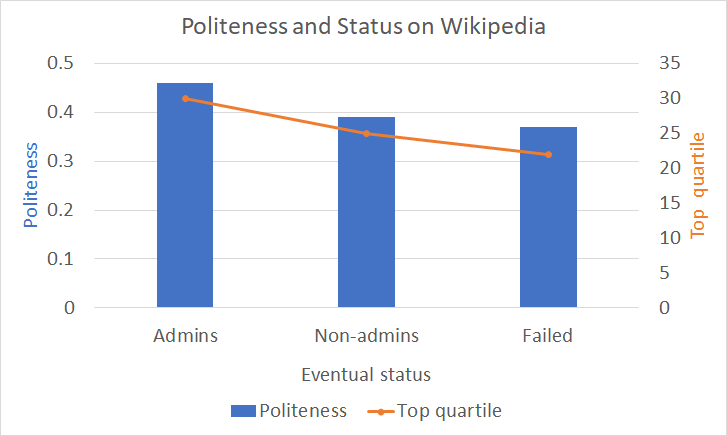 Politeness and Status on Wikipedia
Politeness
0.5
0.4
0.3
0.2
0.1
0
35
30
25
20
15
10
5
0
Top quartile
Admins Non-admins Failed
Eventual status
Politeness Top quartile